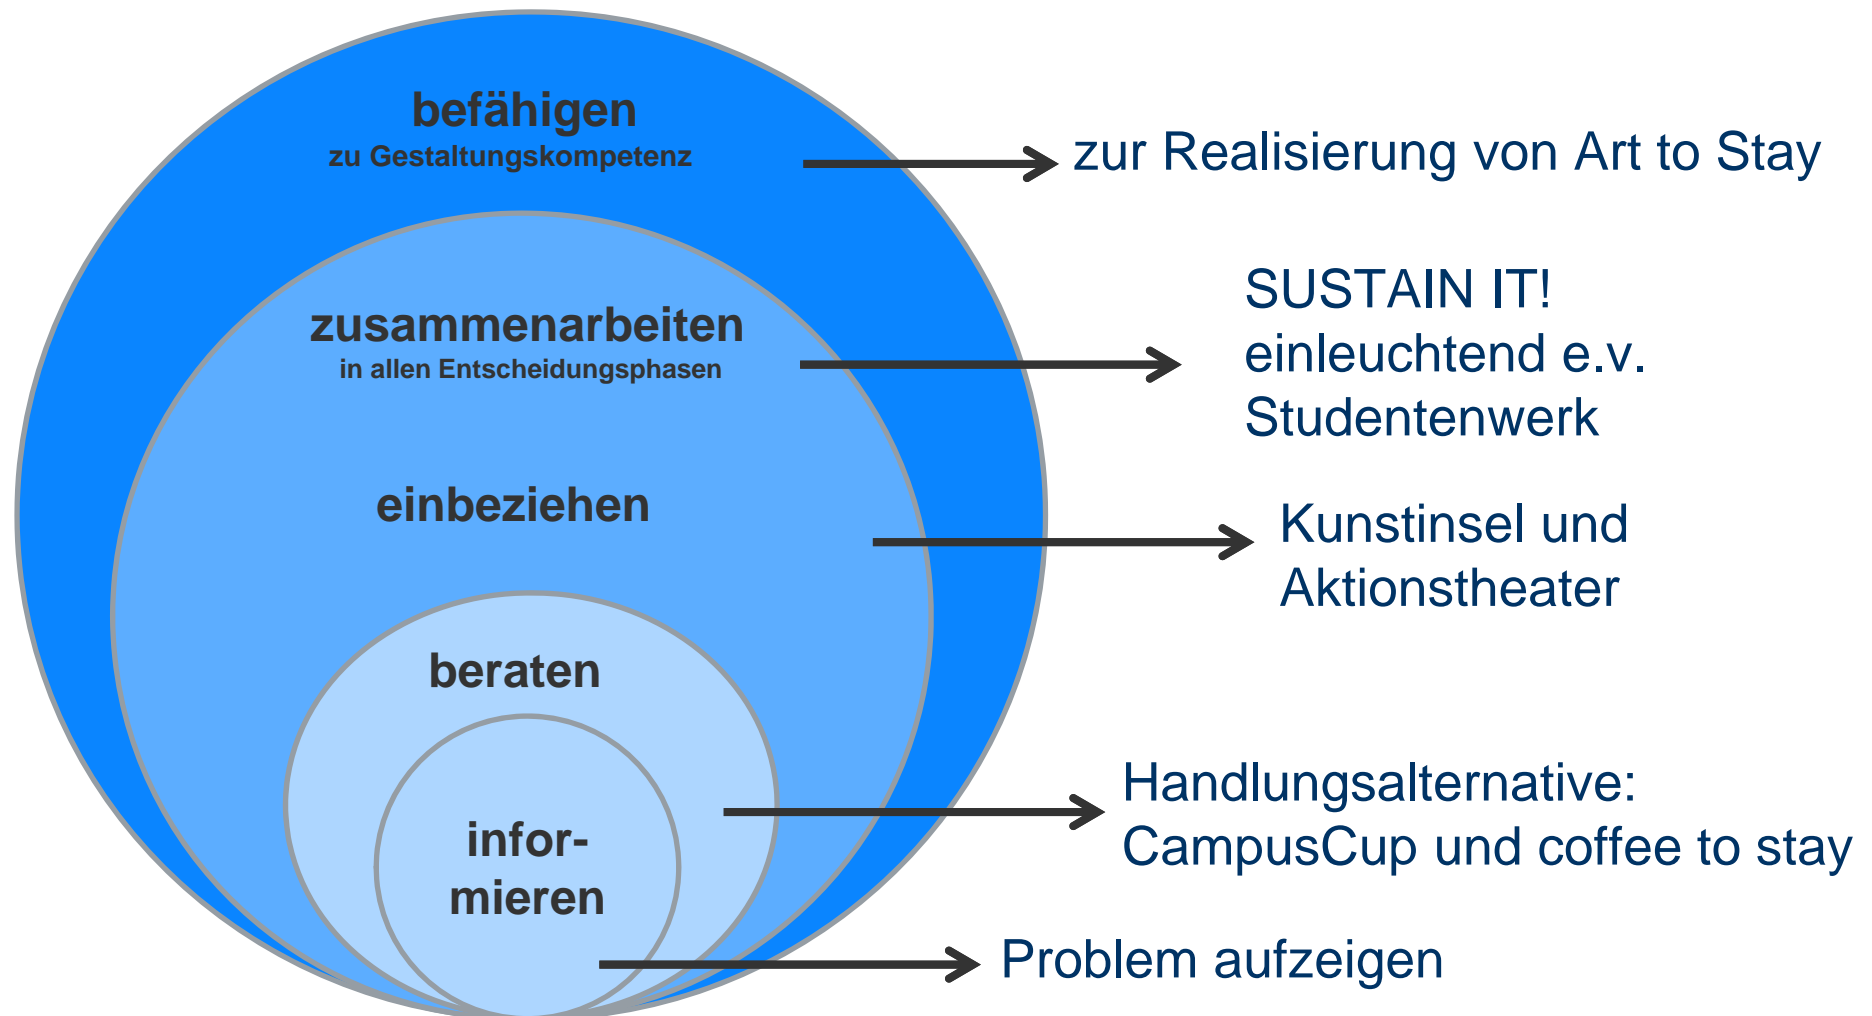 befähigen
zu Gestaltungskompetenz
zur Realisierung von Art to Stay
zusammenarbeiten
in allen Entscheidungsphasen
SUSTAIN IT!
einleuchtend e.v.
Studentenwerk
einbeziehen
Kunstinsel und
Aktionstheater
beraten
Handlungsalternative:
CampusCup und coffee to stay
infor-
mieren
Problem aufzeigen